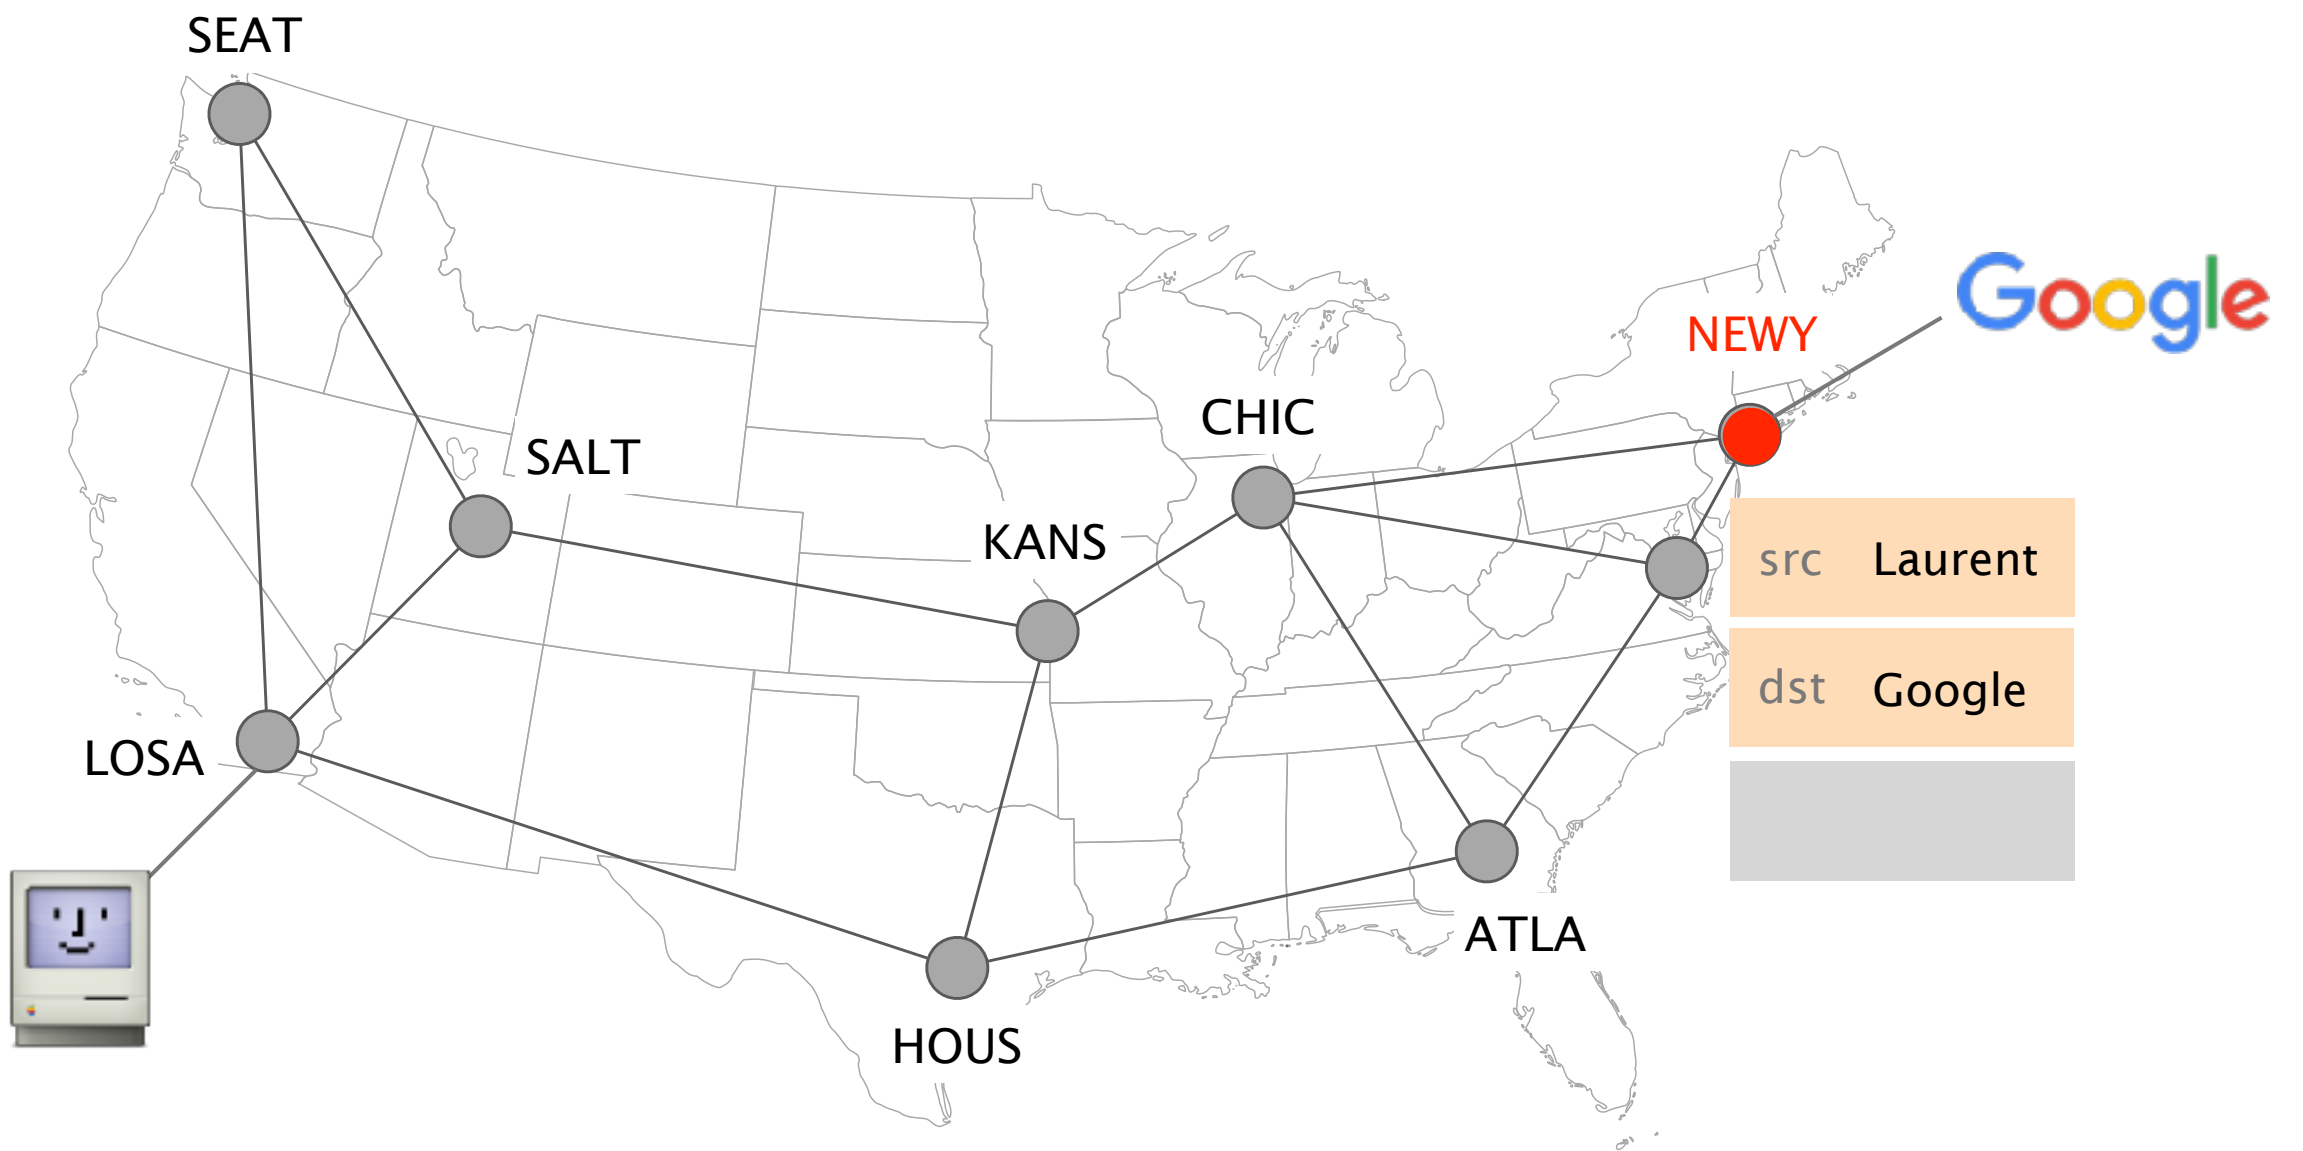 SEAT
Google
NEWY
CHIC
SALT
KANS
src Laurent
dst Google
LOSA
ATLA
HOUS